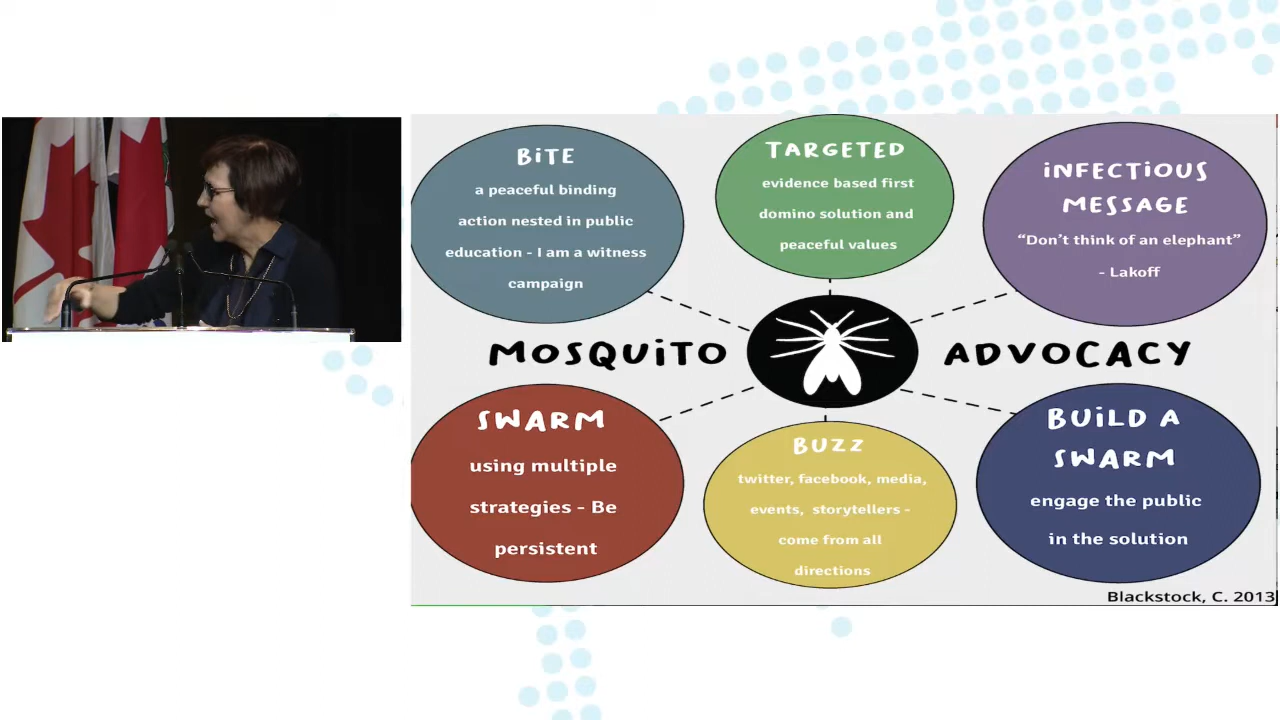 BiTE
a peaceful binding
action nested in public
education - I am a witness
campaign
TARGETED
evidence based first
domino solution and
peaceful values
iNFECTiOUS
MESSAGE
“Don’t think of an elephant”
- Lakoff
MOSQUiTO
ADVOCACY
SWARM
using multiple
strategies - Be
persistent
BUZZ
twitter, facebook, media,
events, storytellers -
come from all
directions
BUiLD A
SWARM
engage the public
in the solution
Blackstock, C. 2013